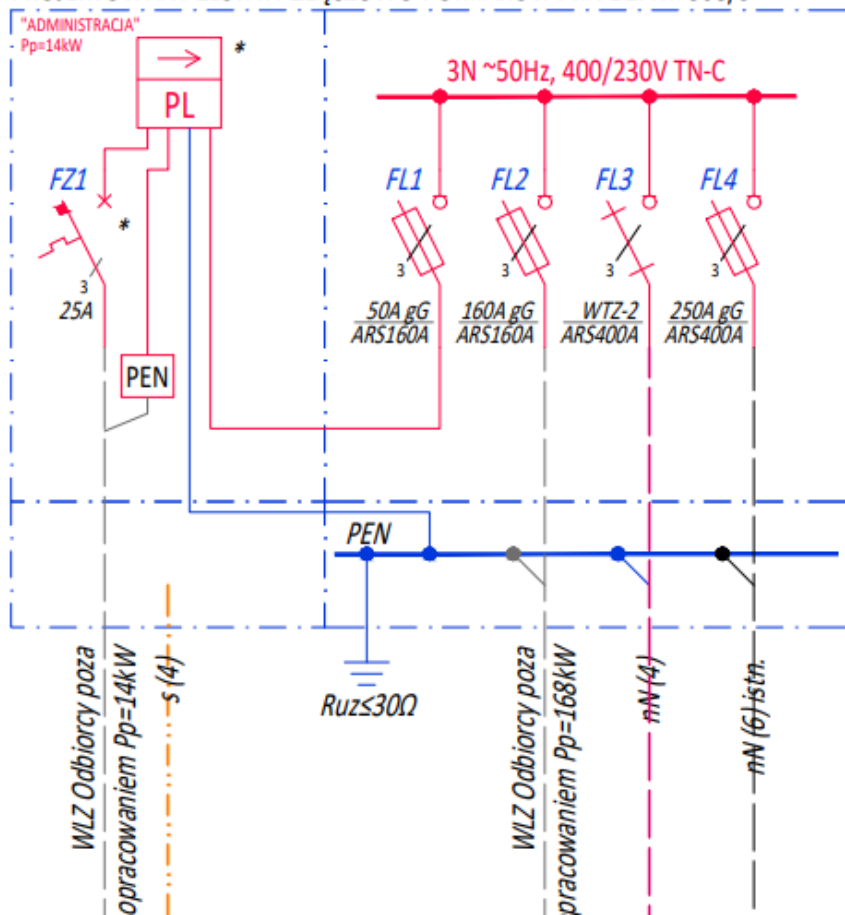 "ADMINISTRACJA"
Pp=14kW
*
PL
3N ~50Hz, 400/230V TN-C
FZ1
*
3
25A
FL1
3
50A gG
ARS160A
FL2
3
160A gG
ARS160A
FL3
3
WTZ-2
ARS400A
FL4
3
250A gG
ARS400A
PEN
PEN
Ruz≤30Ω
WLZ Odbiorcy poza
opracowaniem Pp=14kW
s (4)
WLZ Odbiorcy poza
opracowaniem Pp=168kW
nN (4)
nN (6) istn.